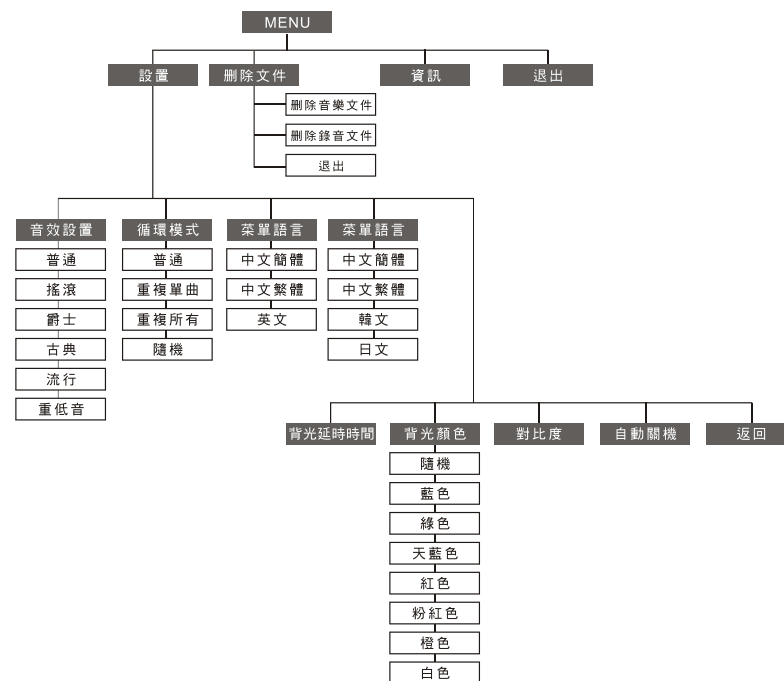 MENU
設置
刪除文件
資訊
退出
刪除音樂文件
刪除錄音文件
退出
音效設置
循環模式
菜單語言
菜單語言
普通
普通
中文簡體
中文簡體
搖滾
重複單曲
中文繁體
中文繁體
爵士
重複所有
英文
韓文
古典
隨機
日文
流行
重低音
背光延時時間
背光顏色
對比度
自動關機
返回
隨機
藍色
綠色
天藍色
紅色
粉紅色
橙色
白色